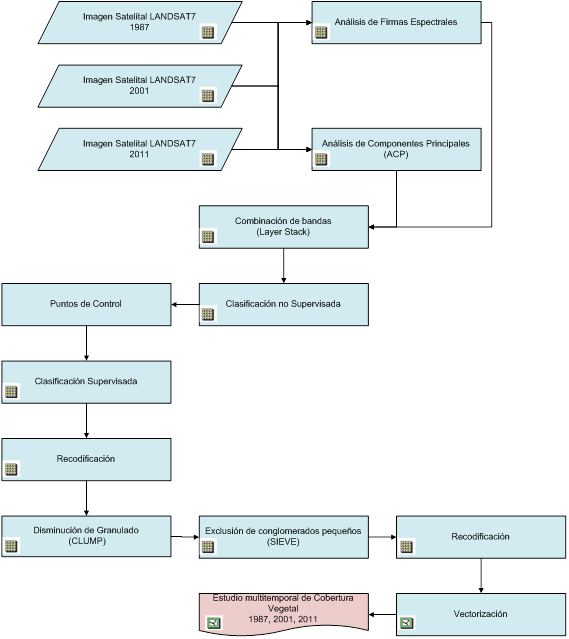 Imagen Satelital LANDSAT7
1987
Análisis de Firmas Espectrales
Imagen Satelital LANDSAT7
2001
Imagen Satelital LANDSAT7
2011
Análisis de Componentes Principales
(ACP)
Combinación de bandas
(Layer Stack)
Clasificación no Supervisada
Puntos de Control
Clasificación Supervisada
Recodificación
Disminución de Granulado
(CLUMP)
Exclusión de conglomerados pequeños
(SIEVE)
Recodificación
Vectorización
Estudio multitemporal de Cobertura
Vegetal
1987, 2001, 2011